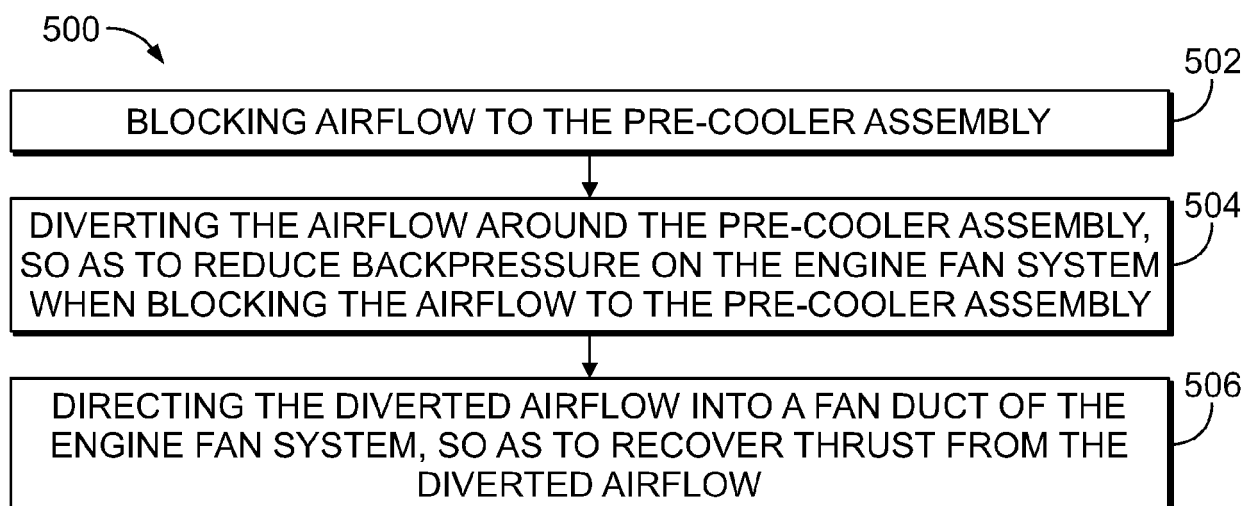 500
502
BLOCKING AIRFLOW TO THE PRE-COOLER ASSEMBLY
504
DIVERTING THE AIRFLOW AROUND THE PRE-COOLER ASSEMBLY,
SO AS TO REDUCE BACKPRESSURE ON THE ENGINE FAN SYSTEM
WHEN BLOCKING THE AIRFLOW TO THE PRE-COOLER ASSEMBLY
506
DIRECTING THE DIVERTED AIRFLOW INTO A FAN DUCT OF THE
ENGINE FAN SYSTEM, SO AS TO RECOVER THRUST FROM THE
DIVERTED AIRFLOW